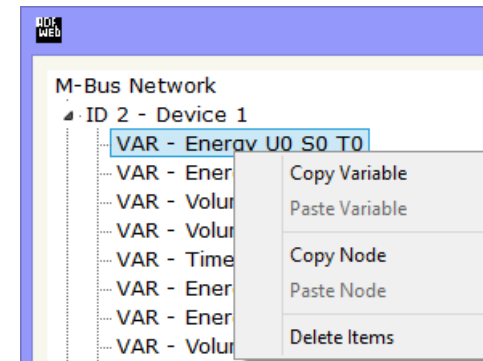 ADF
WEB
M-Bus Network
ID 2 - Device 1
VAR - Energy U0 S0 T0
VAR - Ener
Copy Variable
VAR - Volu
Paste Variable
VAR - Volu
VAR - Time
Copy Node
VAR - Ener
Paste Node
VAR - Ener
Delete Items
VAR - Volu